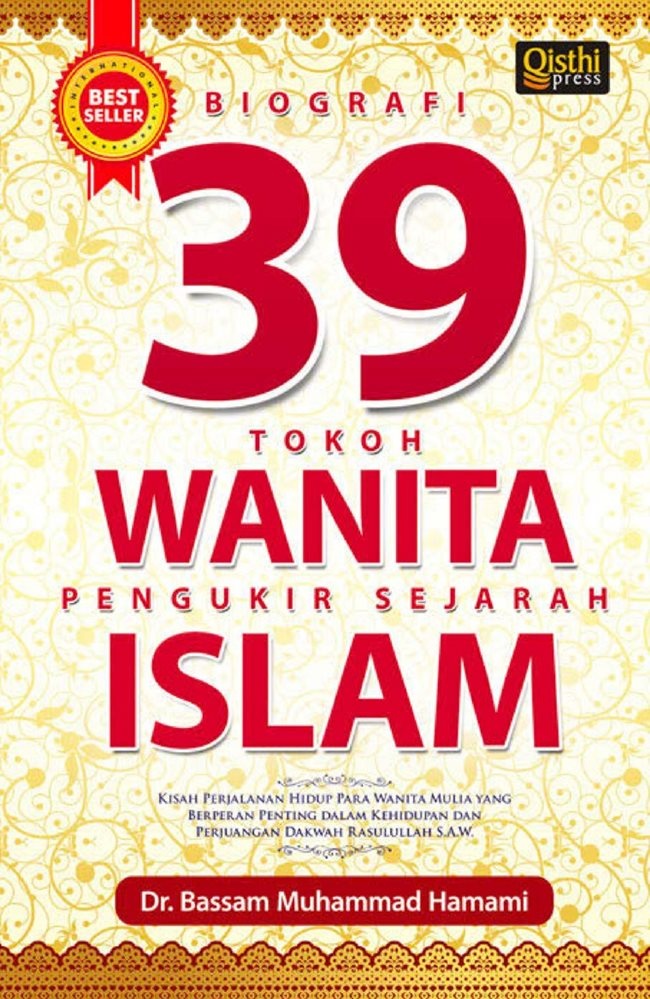 INTERNATIONAL
BEST
SELLER
Qisthi
press
BIOGRAFI
39
TOKOH
WANITA
PENGUKIR SEJARAH
ISLAM
KISAH PERJALANAN HIDUP PARA WANITA MULIA YANG
BERPERAN PENTING DALAM KEHIDUPAN DAN
PERJUANGAN DAKWAH RASULULLAH S.A.W.
Dr. Bassam Muhammad Hamami